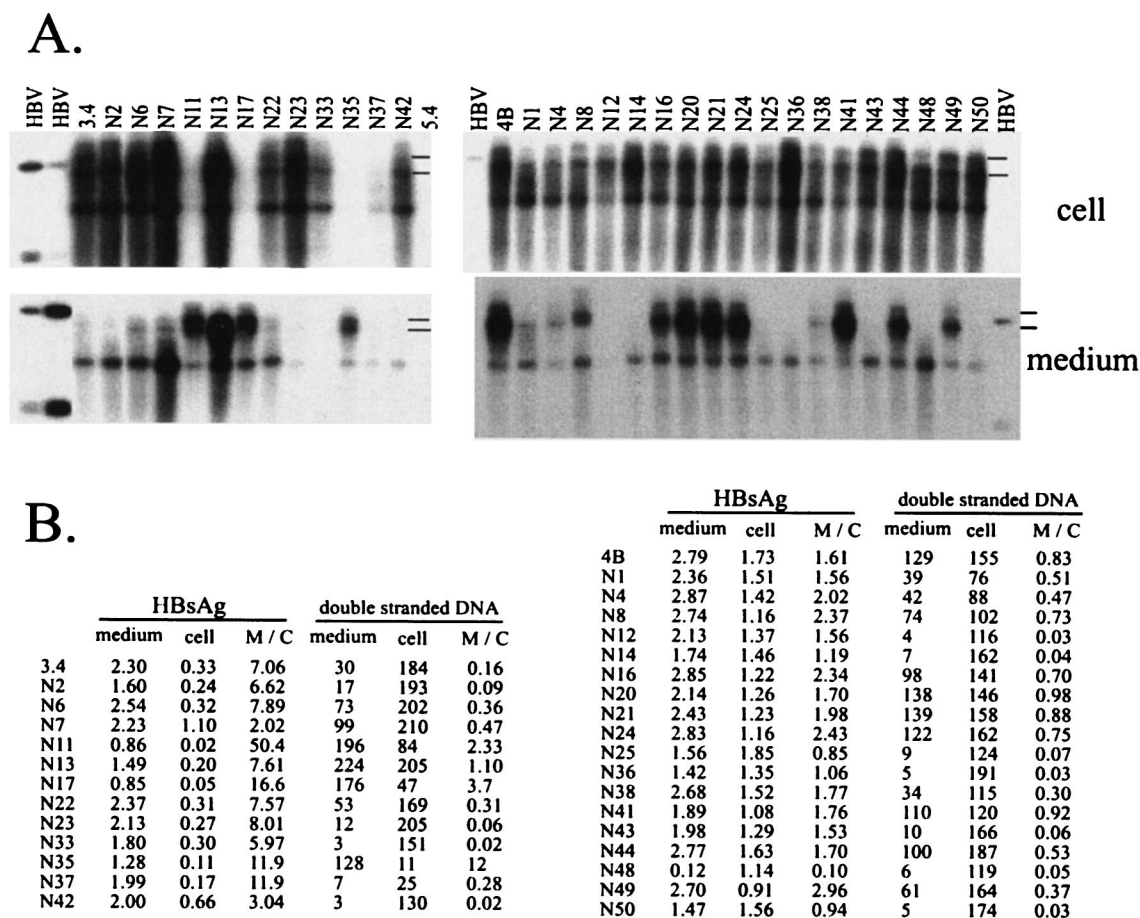 A.
HBV HBV 3.4 N2 N6 N7 N11 N13 N17 N22 N23 N33 N35 N37 N42 5.4
HBV 4B N1 N4 N8 N12 N14 N16 N20 N21 N24 N25 N36 N38 N41 N43 N44 N48 N49 N50 HBV
cell
medium
B.
HBsAg double stranded DNA
medium cell M / C medium cell M / C
3.4 2.30 0.33 7.06 30 184 0.16
N2 1.60 0.24 6.62 17 193 0.09
N6 2.54 0.32 7.89 73 202 0.36
N7 2.23 1.10 2.02 99 210 0.47
N11 0.86 0.02 50.4 196 84 2.33
N13 1.49 0.20 7.61 224 205 1.10
N17 0.85 0.05 16.6 176 47 3.7
N22 2.37 0.31 7.57 53 169 0.31
N23 2.13 0.27 8.01 12 205 0.06
N33 1.80 0.30 5.97 3 151 0.02
N35 1.28 0.11 11.9 128 11 12
N37 1.99 0.17 11.9 7 25 0.28
N42 2.00 0.66 3.04 3 130 0.02
HBsAg double stranded DNA
medium cell M / C medium cell M / C
4B 2.79 1.73 1.61 129 155 0.83
N1 2.36 1.51 1.56 39 76 0.51
N4 2.87 1.42 2.02 42 88 0.47
N8 2.74 1.16 2.37 74 102 0.73
N12 2.13 1.37 1.56 4 116 0.03
N14 1.74 1.46 1.19 7 162 0.04
N16 2.85 1.22 2.34 98 141 0.70
N20 2.14 1.26 1.70 138 146 0.98
N21 2.43 1.23 1.98 139 158 0.88
N24 2.83 1.16 2.43 122 162 0.75
N25 1.56 1.85 0.85 9 124 0.07
N36 1.42 1.35 1.06 5 191 0.03
N38 2.68 1.52 1.77 34 115 0.30
N41 1.89 1.08 1.76 110 120 0.92
N43 1.98 1.29 1.53 10 166 0.06
N44 2.77 1.63 1.70 100 187 0.53
N48 0.12 1.14 0.10 6 119 0.05
N49 2.70 0.91 2.96 61 164 0.37
N50 1.47 1.56 0.94 5 174 0.03